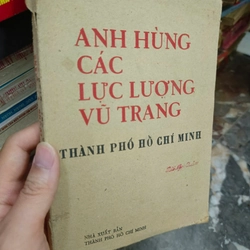 ANH HÙNG
CÁC
LỰC LƯỢNG
VŨ TRANG
THÀNH PHỐ HỒ CHÍ MINH
NHÀ XUẤT BẢN
THÀNH PHỐ HỒ CHÍ MINH